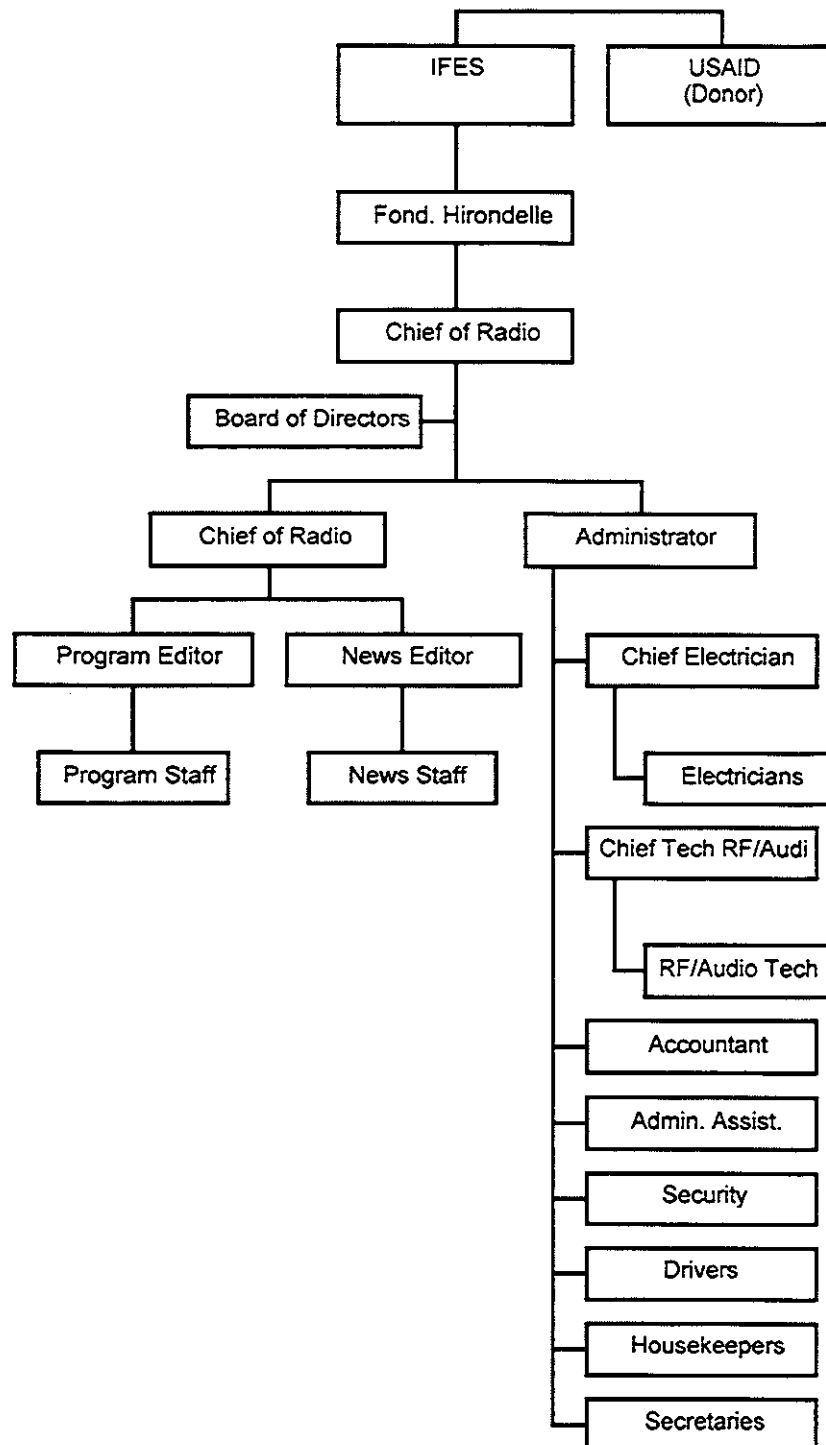 IFES
USAID
(Donor)
Fond. Hirondelle
Chief of Radio
Board of Directors
Chief of Radio
Administrator
Program Editor
News Editor
Chief Electrician
Program Staff
News Staff
Electricians
Chief Tech RF/Audi
RF/Audio Tech
Accountant
Admin. Assist.
Security
Drivers
Housekeepers
Secretaries